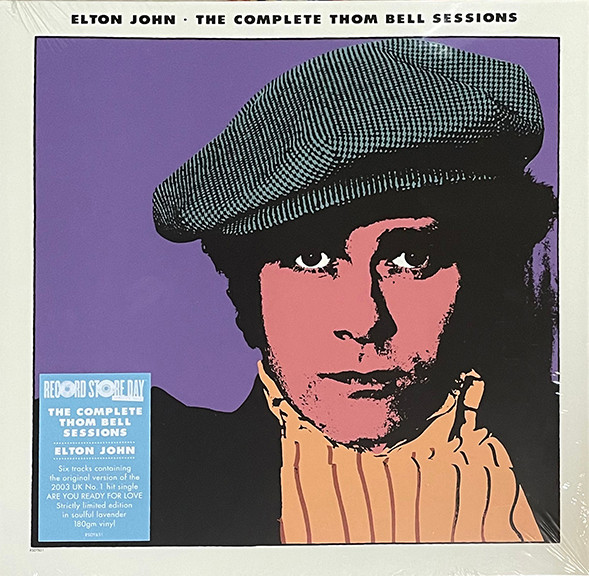 ELTON JOHN · THE COMPLETE THOM BELL SESSIONS
RECORD STORE DAY
THE COMPLETE
THOM BELL
SESSIONS
ELTON JOHN
Six tracks containing
the original version of the
2003 UK No.1 hit single
ARE YOU READY FOR LOVE
Strictly limited edition
in soulful lavender
180gm vinyl